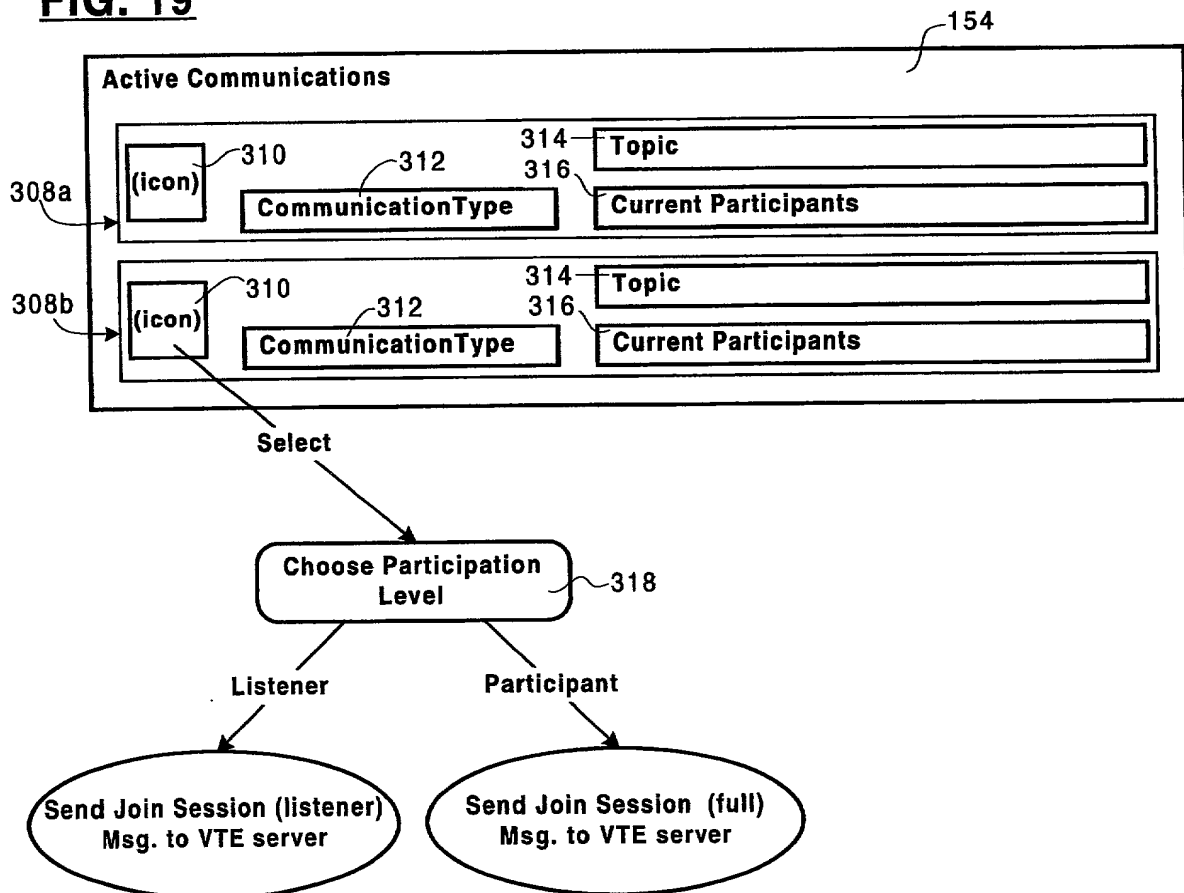 FIG. 19
154
Active Communications
310
(icon)
312
CommunicationType
314
Topic
316
Current Participants
308a
310
(icon)
312
CommunicationType
314
Topic
316
Current Participants
308b
Select
Choose Participation
Level
318
Listener
Participant
Send Join Session (listener)
Msg. to VTE server
Send Join Session (full)
Msg. to VTE server